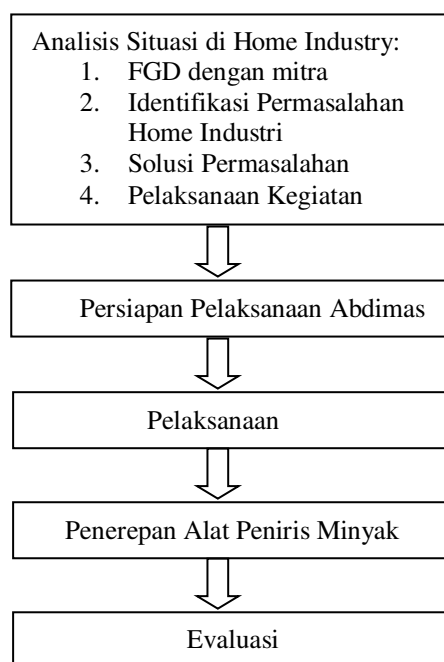 Analisis Situasi di Home Industry:
1. FGD dengan mitra
2. Identifikasi Permasalahan
Home Industri
3. Solusi Permasalahan
4. Pelaksanaan Kegiatan
Persiapan Pelaksanaan Abdimas
Pelaksanaan
Penerepan Alat Peniris Minyak
Evaluasi